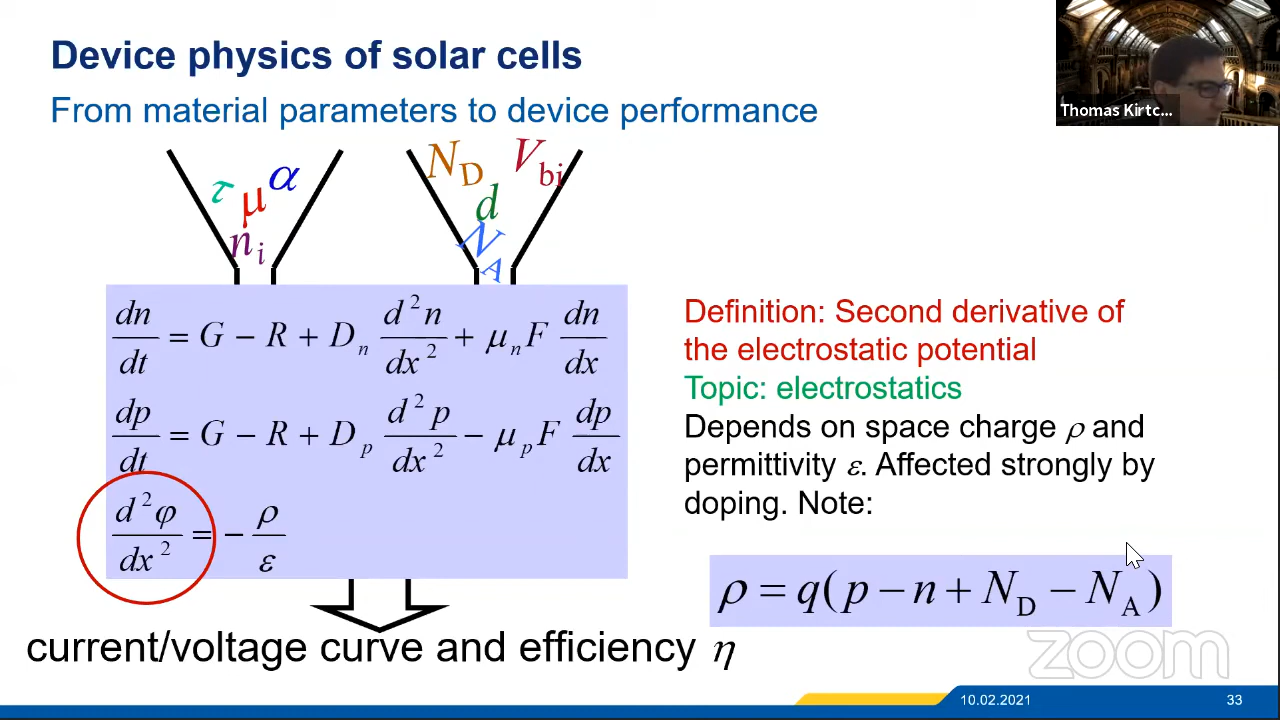 Device physics of solar cells
From material parameters to device performance
Thomas Kirtc...
τ μ α
n_i
N_D V_bi
d
N_A
dn/dt = G − R + D_n d²n/dx² + μ_n F dn/dx
dp/dt = G − R + D_p d²p/dx² − μ_p F dp/dx
d²φ/dx² = − ρ/ε
Definition: Second derivative of
the electrostatic potential
Topic: electrostatics
Depends on space charge ρ and
permittivity ε. Affected strongly by
doping. Note:
ρ = q(p − n + N_D − N_A)
current/voltage curve and efficiency η
zoom
10.02.2021
33